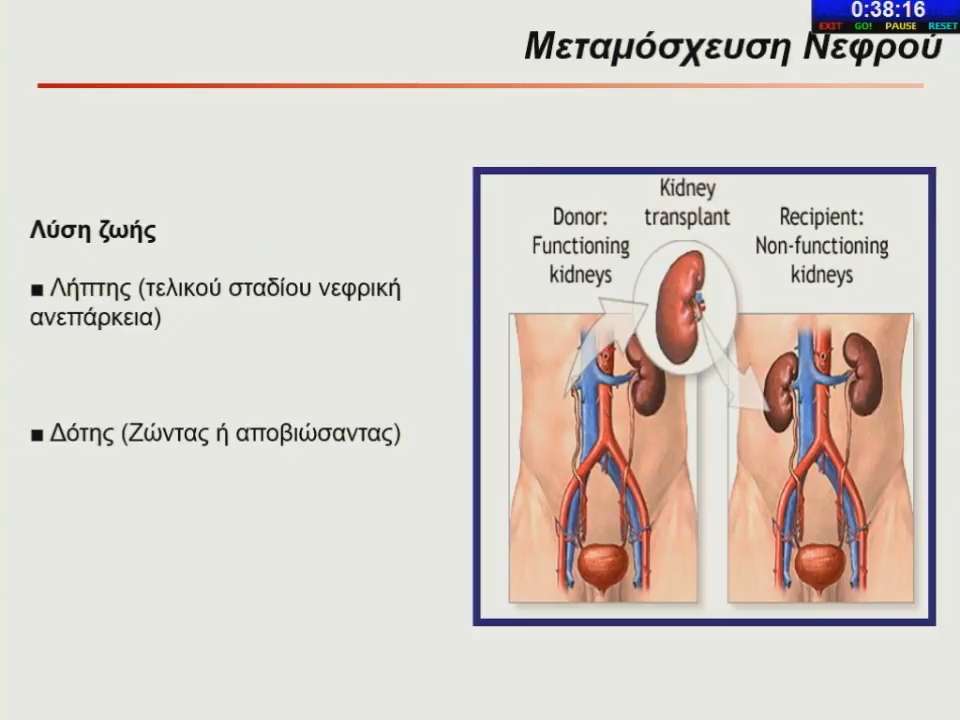 0:38:16
EXIT GO! PAUSE RESET
Μεταμόσχευση Νεφρού
Λύση ζωής
■ Λήπτης (τελικού σταδίου νεφρική
ανεπάρκεια)
■ Δότης (Ζώντας ή αποβιώσαντας)
Kidney
transplant
Donor:
Functioning
kidneys
Recipient:
Non-functioning
kidneys